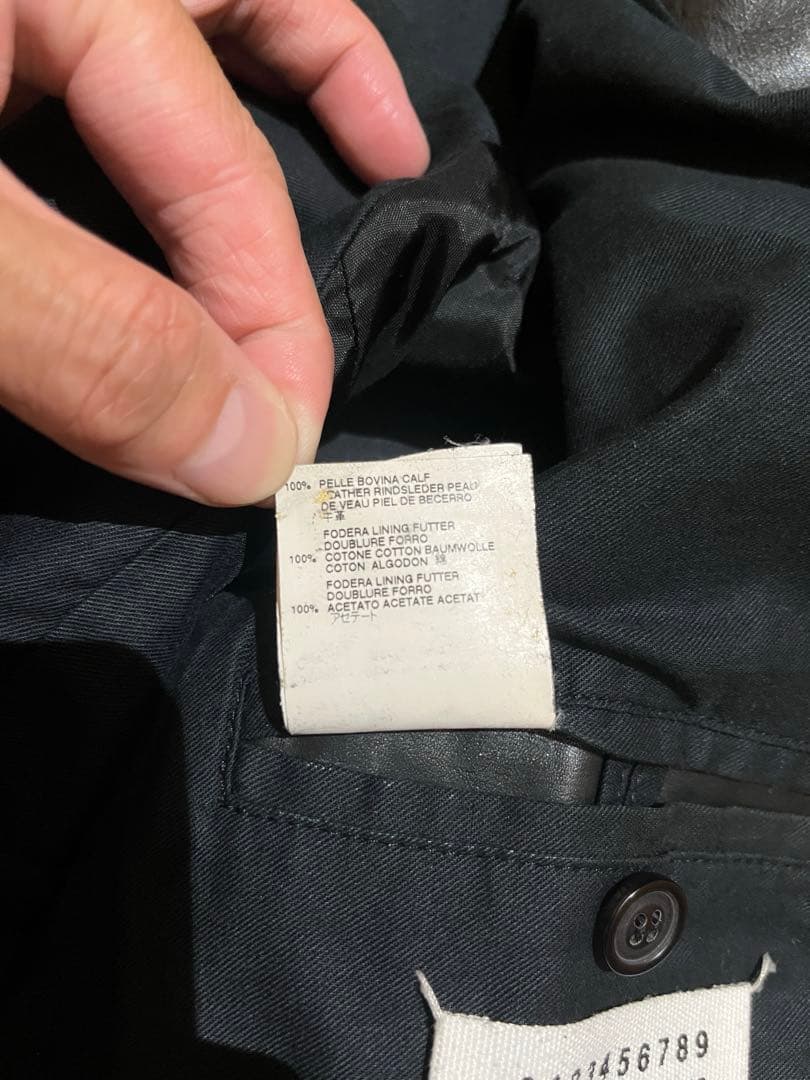 100% PELLE BOVINA CALF
LEATHER RINDSLEDER PEAU
DE VEAU PIEL DE BECERRO
牛革
FODERA LINING FUTTER
DOUBLURE FORRO
100% COTONE COTTON BAUMWOLLE
COTON ALGODON 綿
FODERA LINING FUTTER
DOUBLURE FORRO
100% ACETATO ACETATE ACETAT
アセテート
23456789